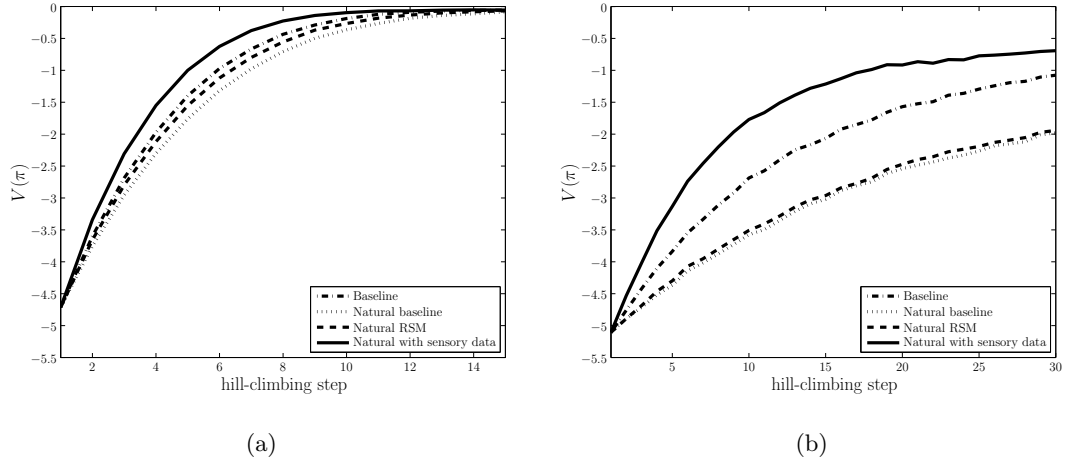 0
−0.5
−1
−1.5
−2
−2.5
−3
−3.5
−4
−4.5
−5
−5.5
V(π)
2 4 6 8 10 12 14
hill-climbing step
Baseline
Natural baseline
Natural RSM
Natural with sensory data
(a)
0
−0.5
−1
−1.5
−2
−2.5
−3
−3.5
−4
−4.5
−5
−5.5
V(π)
5 10 15 20 25 30
hill-climbing step
Baseline
Natural baseline
Natural RSM
Natural with sensory data
(b)